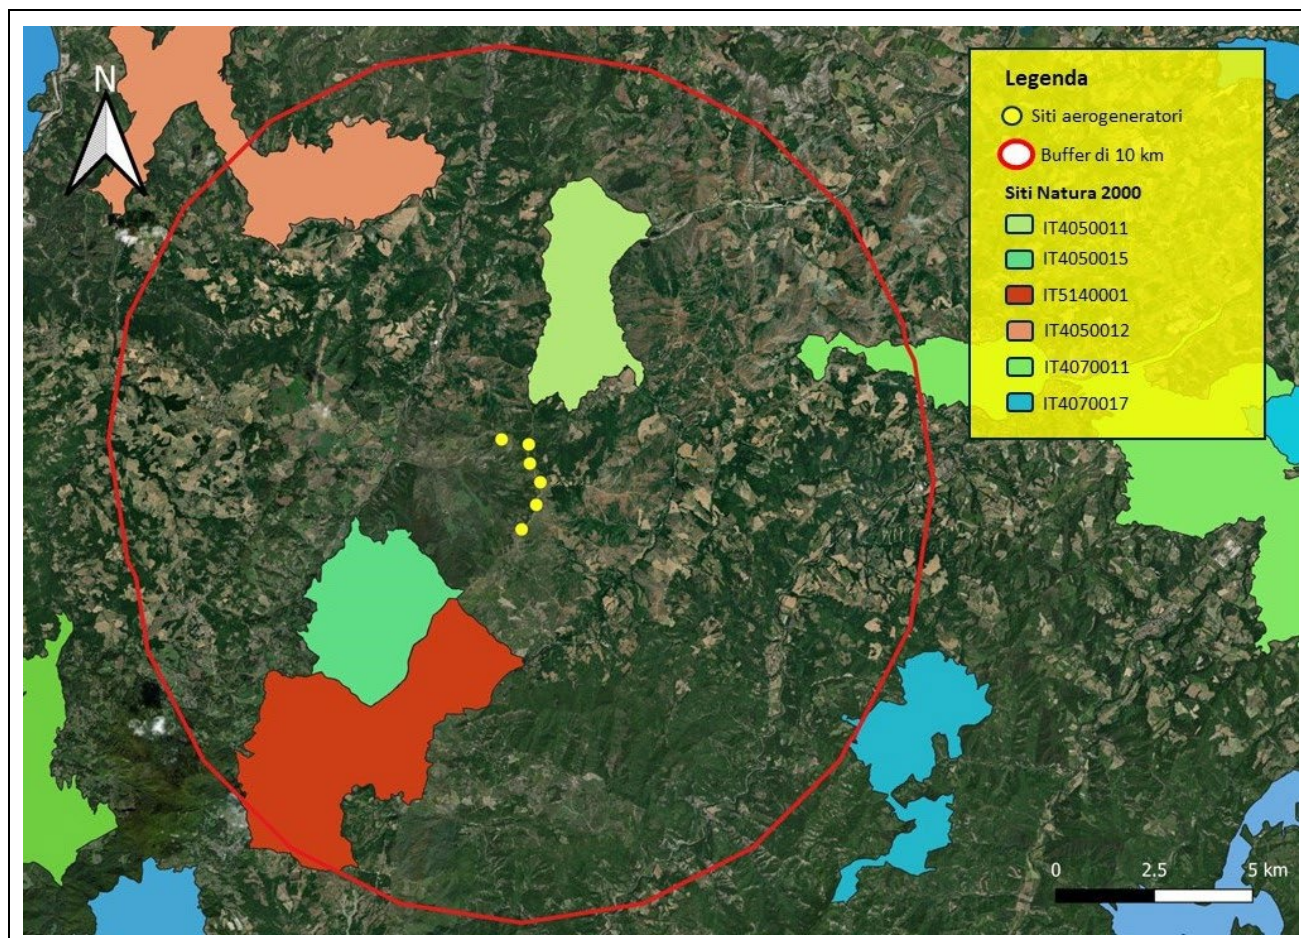 N
Legenda
Siti aerogeneratori
Buffer di 10 km
Siti Natura 2000
IT4050011
IT4050015
IT5140001
IT4050012
IT4070011
IT4070017
0 2.5 5 km